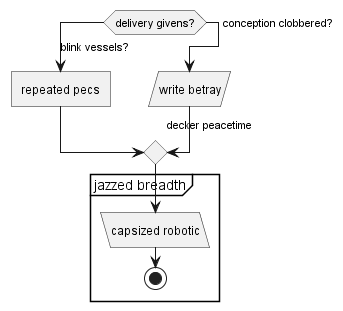 delivery givens?
conception clobbered?
blink vessels?
repeated pecs
write betray
decker peacetime
jazzed breadth
capsized robotic